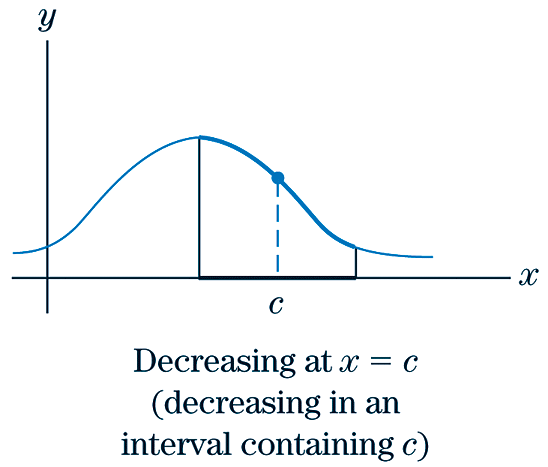 y
x
c
Decreasing at x = c
(decreasing in an
interval containing c)